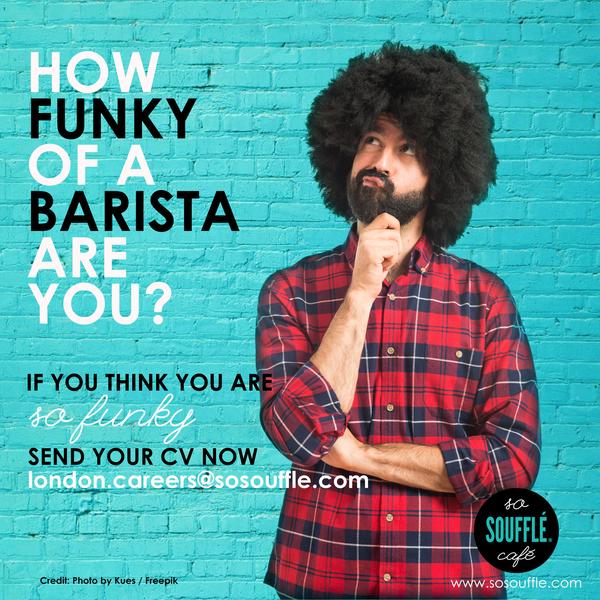 HOW
FUNKY
OF A
BARISTA
ARE
YOU?
IF YOU THINK YOU ARE
so funky
SEND YOUR CV NOW
london.careers@sosouffle.com
so
SOUFFLÉ®
café
Credit: Photo by Kues / Freepik
www.sosouffle.com